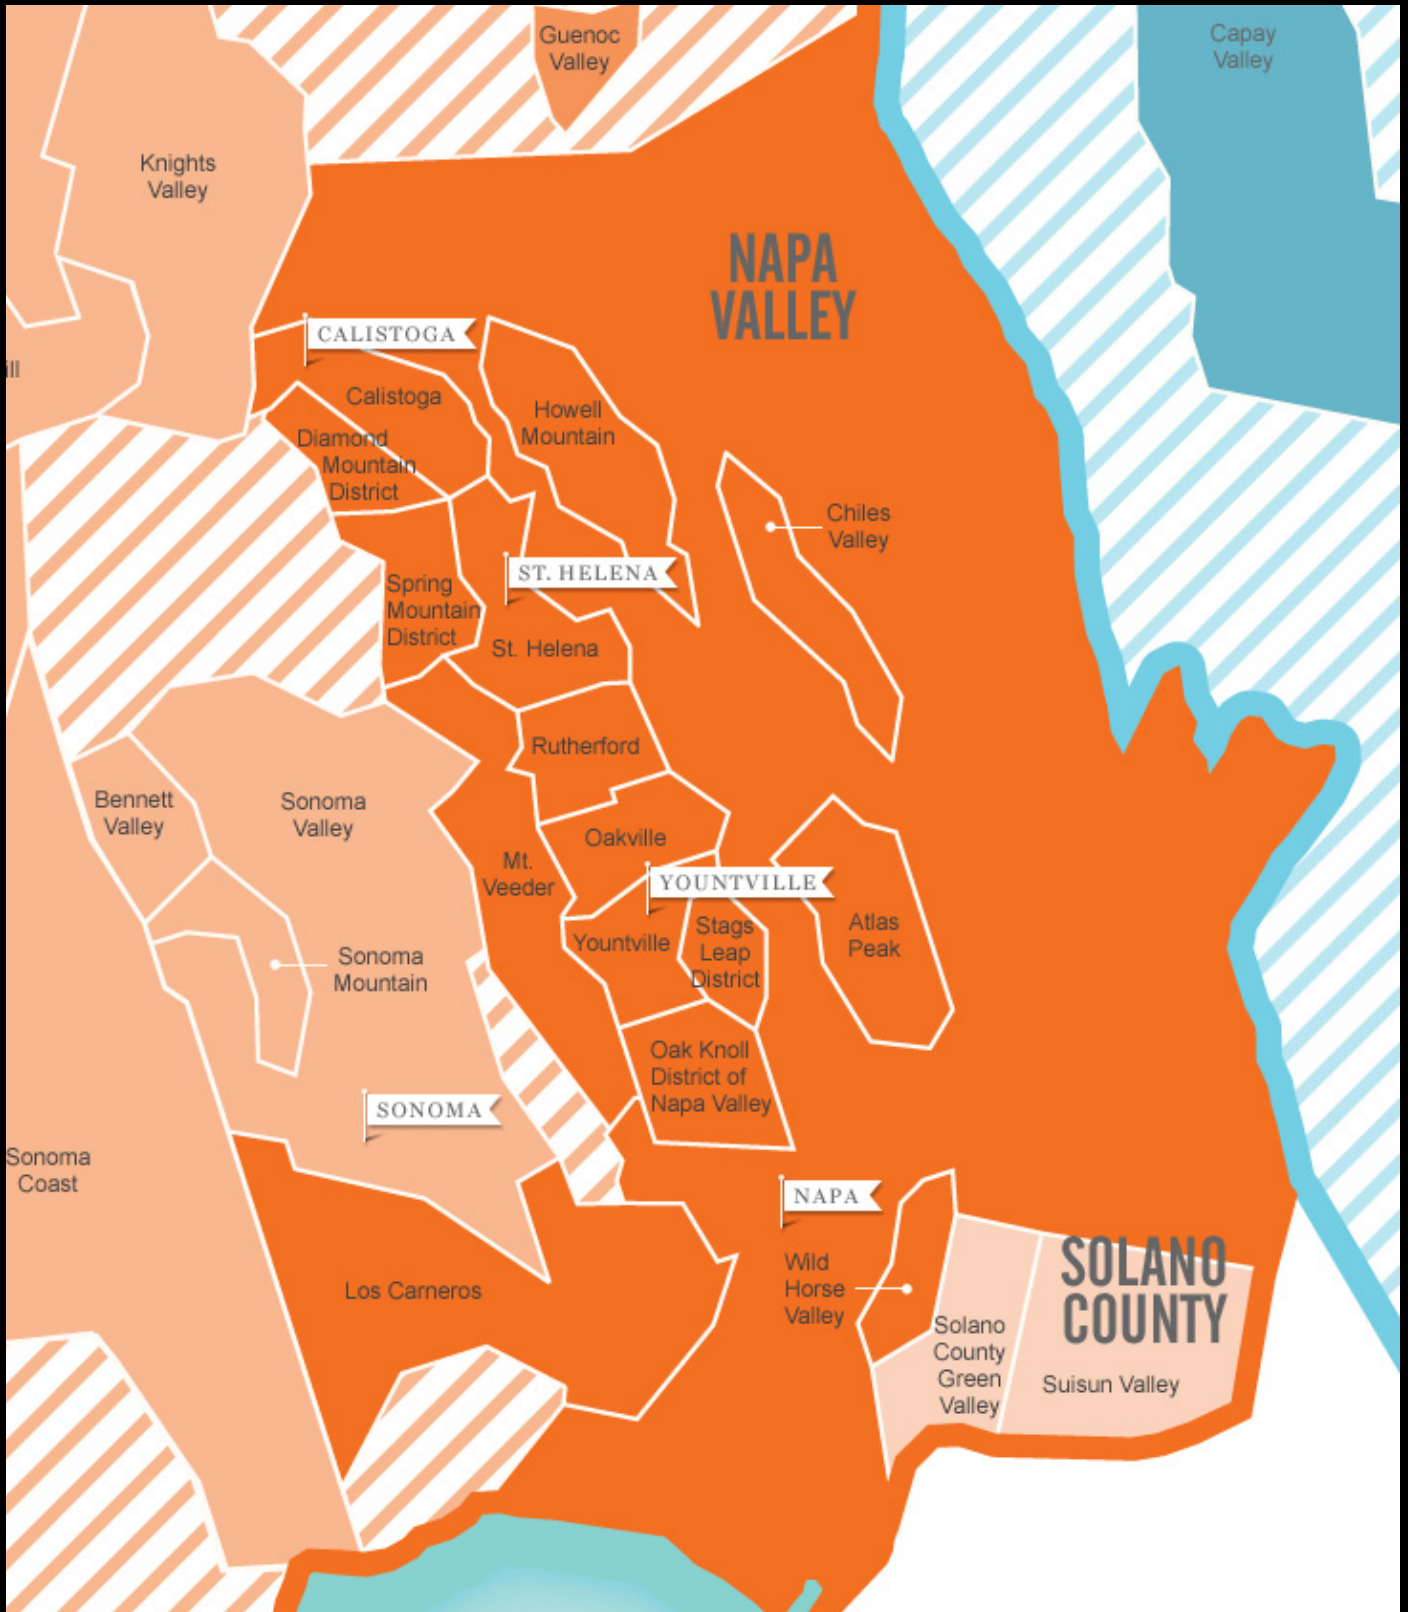 Guenoc
Valley
Capay
Valley
Knights
Valley
NAPA
VALLEY
CALISTOGA
ill
Calistoga
Howell
Mountain
Diamond
Mountain
District
Chiles
Valley
ST. HELENA
Spring
Mountain
District
St. Helena
Rutherford
Bennett
Valley
Sonoma
Valley
Oakville
Mt.
Veeder
YOUNTVILLE
Yountville
Stags
Leap
District
Atlas
Peak
Sonoma
Mountain
Oak Knoll
District of
Napa Valley
SONOMA
Sonoma
Coast
NAPA
Wild
Horse
Valley
SOLANO
COUNTY
Los Carneros
Solano
County
Green
Valley
Suisun Valley